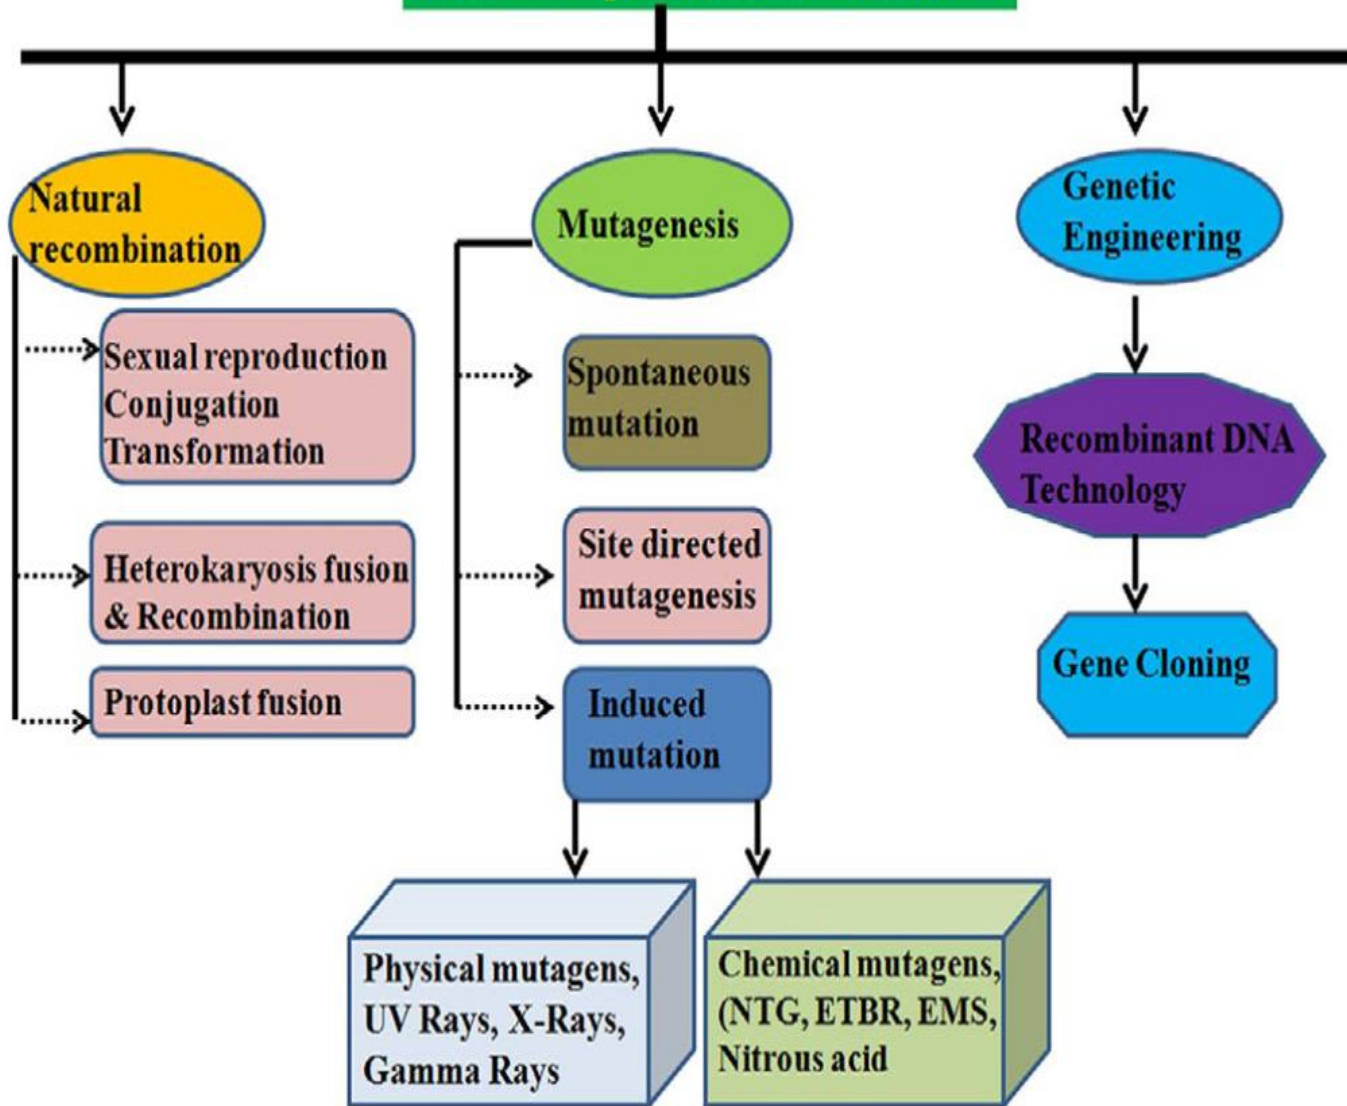 Natural
recombination
Sexual reproduction
Conjugation
Transformation
Heterokaryosis fusion
& Recombination
Protoplast fusion
Mutagenesis
Spontaneous
mutation
Site directed
mutagenesis
Induced
mutation
Physical mutagens,
UV Rays, X-Rays,
Gamma Rays
Chemical mutagens,
(NTG, ETBR, EMS,
Nitrous acid
Genetic
Engineering
Recombinant DNA
Technology
Gene Cloning